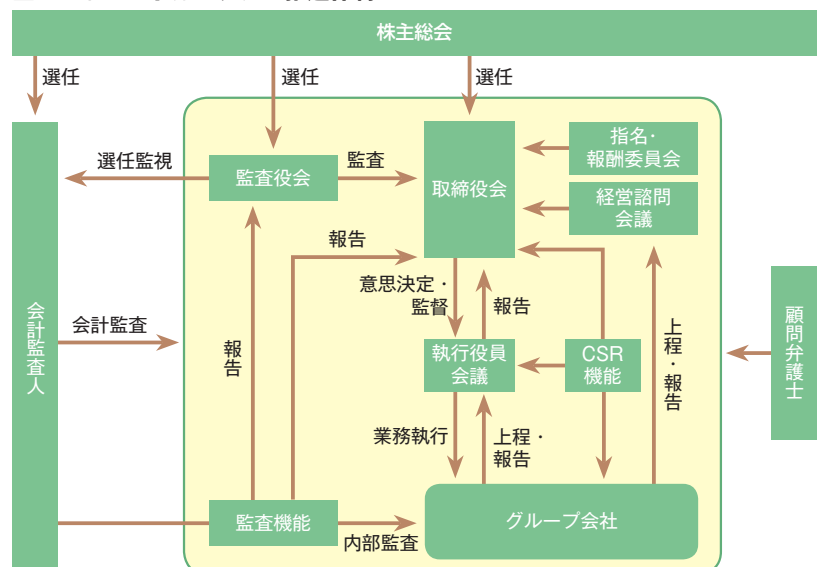 株主総会
選任
選任
選任
指名・
報酬委員会
選任監視
監査役会
監査
取締役会
経営諮問
会議
報告
意思決定・
監督
報告
会計監査人
会計監査
報告
執行役員
会議
CSR
機能
上程・報告
顧問弁護士
業務執行
上程・
報告
監査機能
内部監査
グループ会社